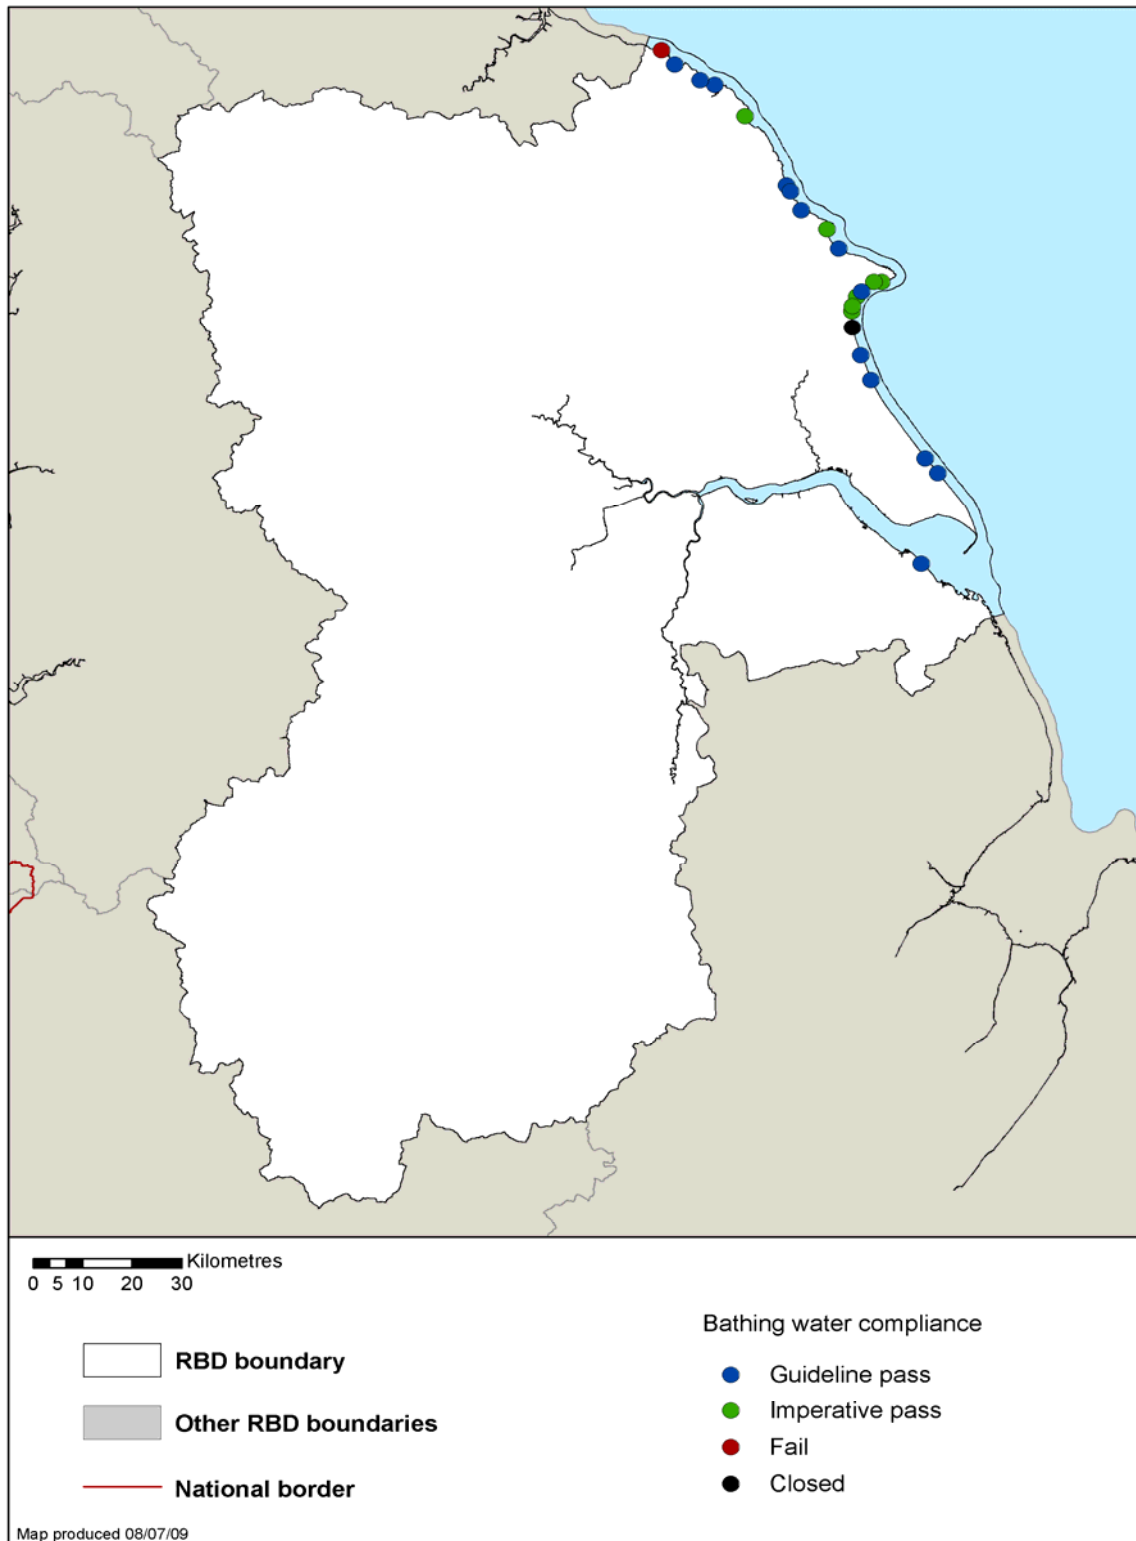 Kilometres
0 5 10 20 30
RBD boundary
Other RBD boundaries
National border
Bathing water compliance
Guideline pass
Imperative pass
Fail
Closed
Map produced 08/07/09